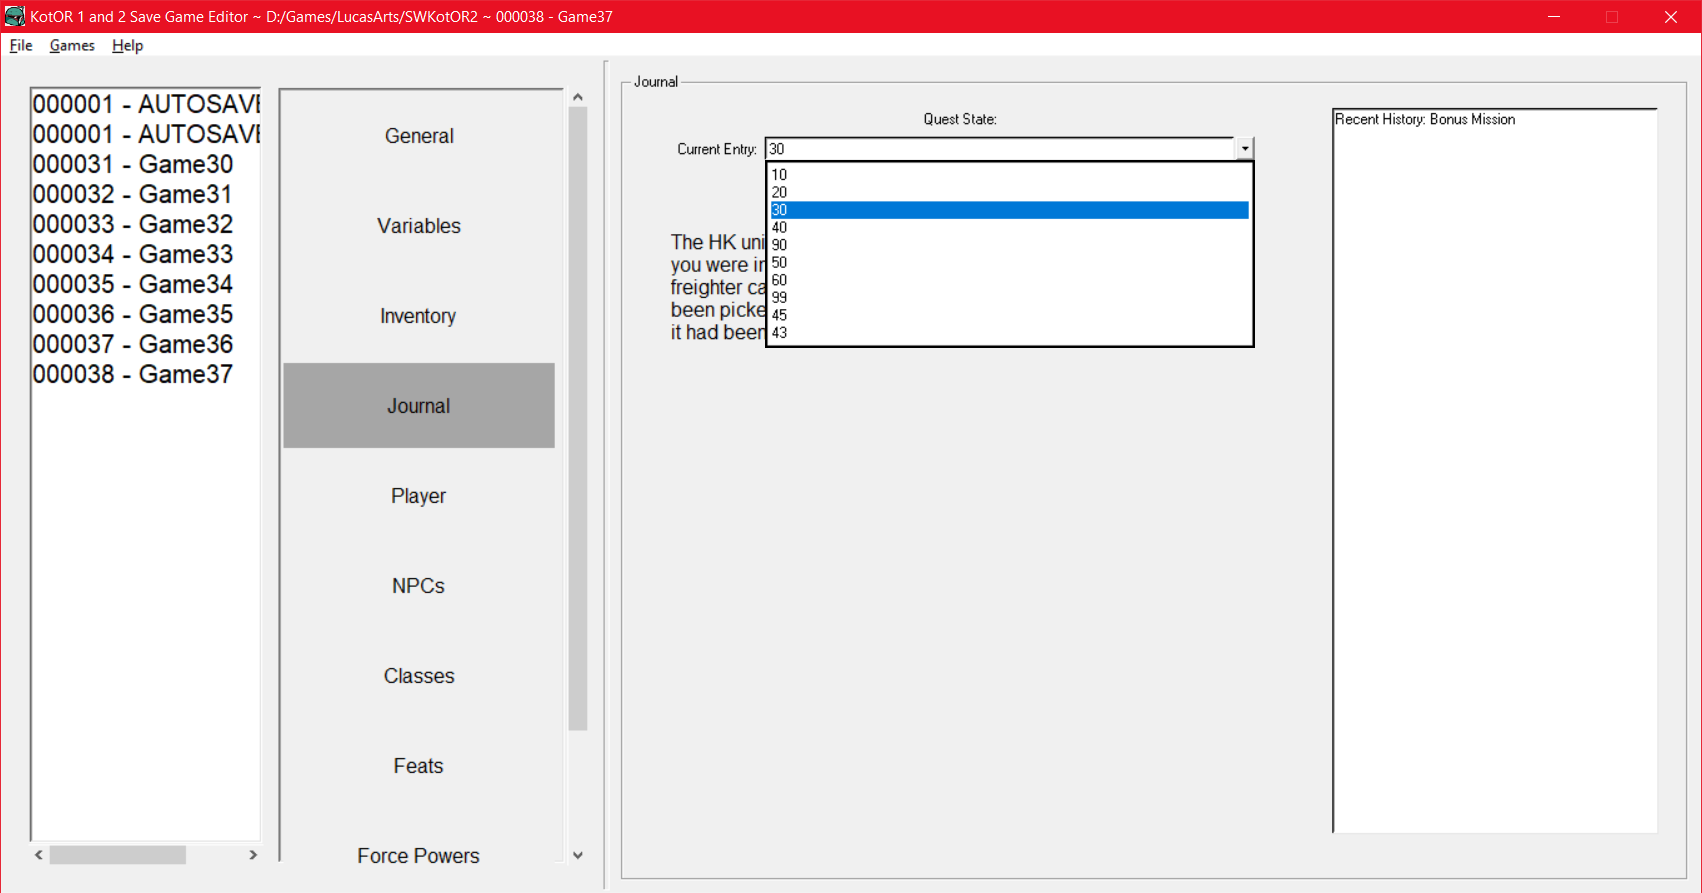 KotOR 1 and 2 Save Game Editor ~ D:/Games/LucasArts/SWKotOR2 ~ 000038 - Game37
File Games Help
000001 - AUTOSAVE
000001 - AUTOSAVE
000031 - Game30
000032 - Game31
000033 - Game32
000034 - Game33
000035 - Game34
000036 - Game35
000037 - Game36
000038 - Game37
General
Variables
Inventory
Journal
Player
NPCs
Classes
Feats
Force Powers
Journal
Quest State:
Current Entry: 30
10
20
30
40
90
50
60
99
45
43
The HK uni
you were in
freighter ca
been picke
it had been
Recent History: Bonus Mission